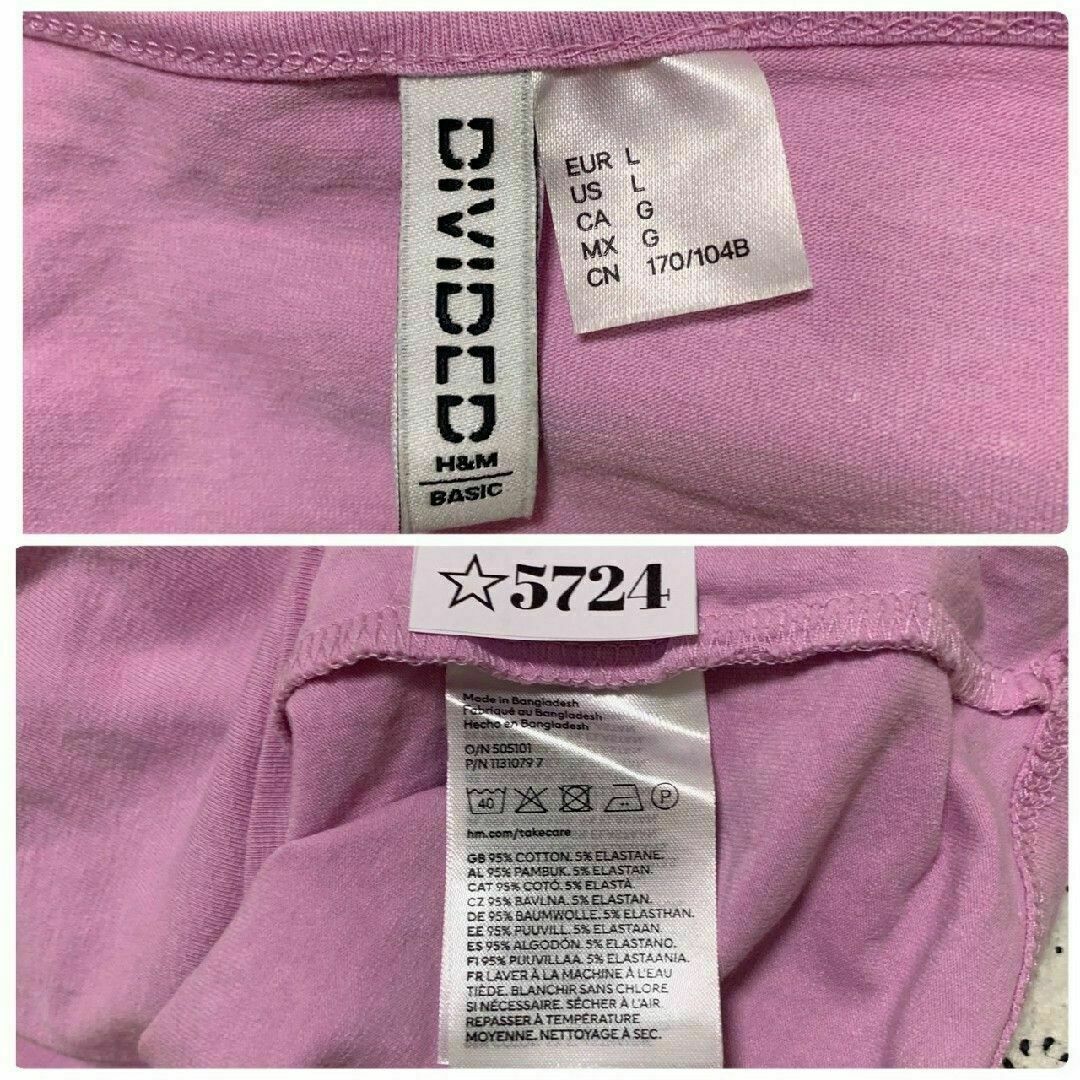 DIVIDED
H&M
BASIC
EUR L
US L
CA G
MX G
CN 170/104B
☆5724
Made in Bangladesh
Fabriqué au Bangladesh
Hecho en Bangladesh
O/N 505101
P/N 1131079 7
40 P
hm.com/takecare
GB 95% COTTON. 5% ELASTANE.
AL 95% PAMBUK. 5% ELASTAN.
CAT 95% COTÓ. 5% ELASTÀ.
CZ 95% BAVLNA. 5% ELASTAN.
DE 95% BAUMWOLLE. 5% ELASTHAN.
EE 95% PUUVILL. 5% ELASTAAN
ES 95% ALGODÓN. 5% ELASTANO.
FI 95% PUUVILLAA. 5% ELASTAANIA.
FR LAVER À LA MACHINE À L'EAU
TIÈDE. BLANCHIR SANS CHLORE
SI NÉCESSAIRE. SÉCHER À L'AIR.
REPASSER À TEMPÉRATURE
MOYENNE. NETTOYAGE À SEC.